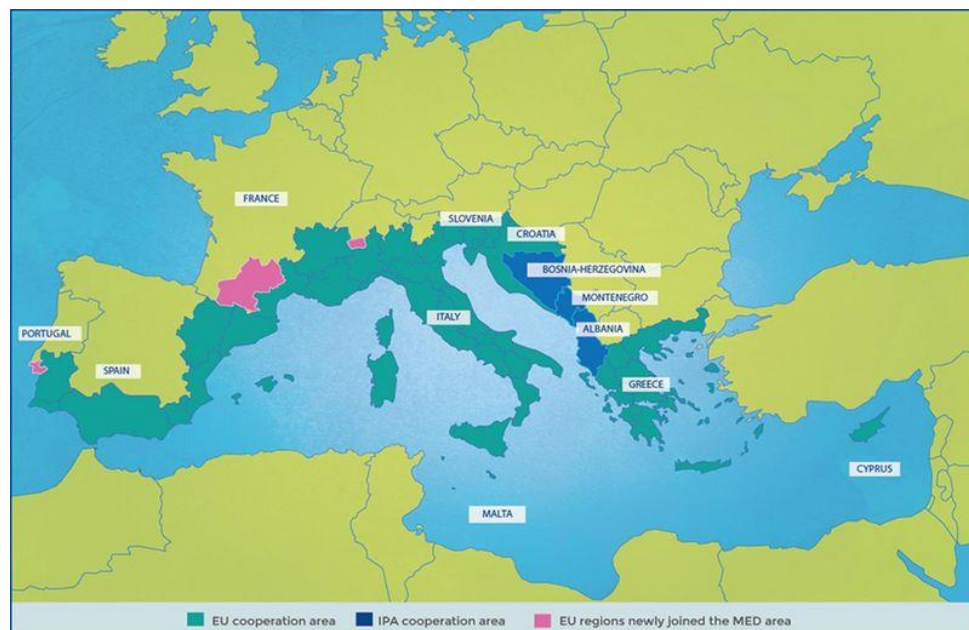 FRANCE
SLOVENIA
CROATIA
BOSNIA-HERZEGOVINA
MONTENEGRO
ITALY
ALBANIA
PORTUGAL
SPAIN
GREECE
CYPRUS
MALTA
EU cooperation area IPA cooperation area EU regions newly joined the MED area